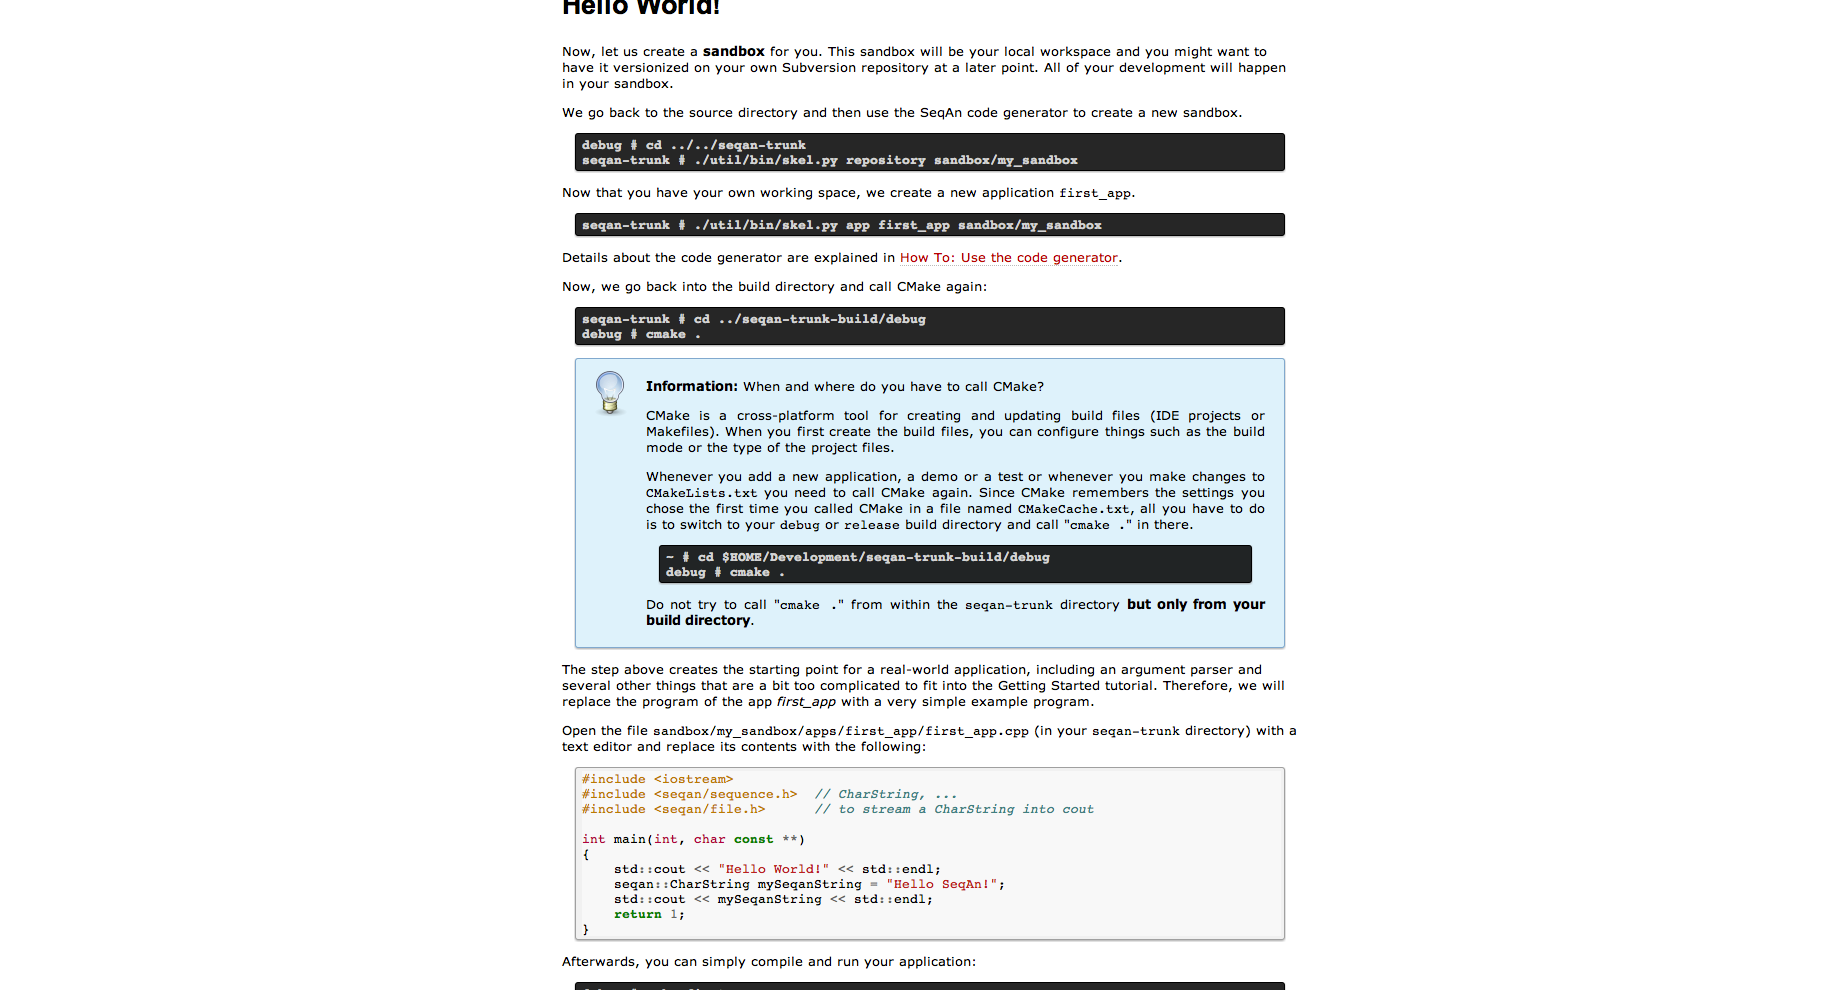 Hello World!
Now, let us create a sandbox for you. This sandbox will be your local workspace and you might want to
have it versionized on your own Subversion repository at a later point. All of your development will happen
in your sandbox.
We go back to the source directory and then use the SeqAn code generator to create a new sandbox.
debug # cd ../../seqan-trunk
seqan-trunk # ./util/bin/skel.py repository sandbox/my_sandbox
Now that you have your own working space, we create a new application first_app.
seqan-trunk # ./util/bin/skel.py app first_app sandbox/my_sandbox
Details about the code generator are explained in How To: Use the code generator.
Now, we go back into the build directory and call CMake again:
seqan-trunk # cd ../seqan-trunk-build/debug
debug # cmake .
Information: When and where do you have to call CMake?
CMake is a cross-platform tool for creating and updating build files (IDE projects or
Makefiles). When you first create the build files, you can configure things such as the build
mode or the type of the project files.
Whenever you add a new application, a demo or a test or whenever you make changes to
CMakeLists.txt you need to call CMake again. Since CMake remembers the settings you
chose the first time you called CMake in a file named CMakeCache.txt, all you have to do
is to switch to your debug or release build directory and call "cmake ." in there.
~ # cd $HOME/Development/seqan-trunk-build/debug
debug # cmake .
Do not try to call "cmake ." from within the seqan-trunk directory but only from your
build directory.
The step above creates the starting point for a real-world application, including an argument parser and
several other things that are a bit too complicated to fit into the Getting Started tutorial. Therefore, we will
replace the program of the app first_app with a very simple example program.
Open the file sandbox/my_sandbox/apps/first_app/first_app.cpp (in your seqan-trunk directory) with a
text editor and replace its contents with the following:
#include <iostream>
#include <seqan/sequence.h>  // CharString, ...
#include <seqan/file.h>      // to stream a CharString into cout
int main(int, char const **)
{
    std::cout << "Hello World!" << std::endl;
    seqan::CharString mySeqanString = "Hello SeqAn!";
    std::cout << mySeqanString << std::endl;
    return 1;
}
Afterwards, you can simply compile and run your application: